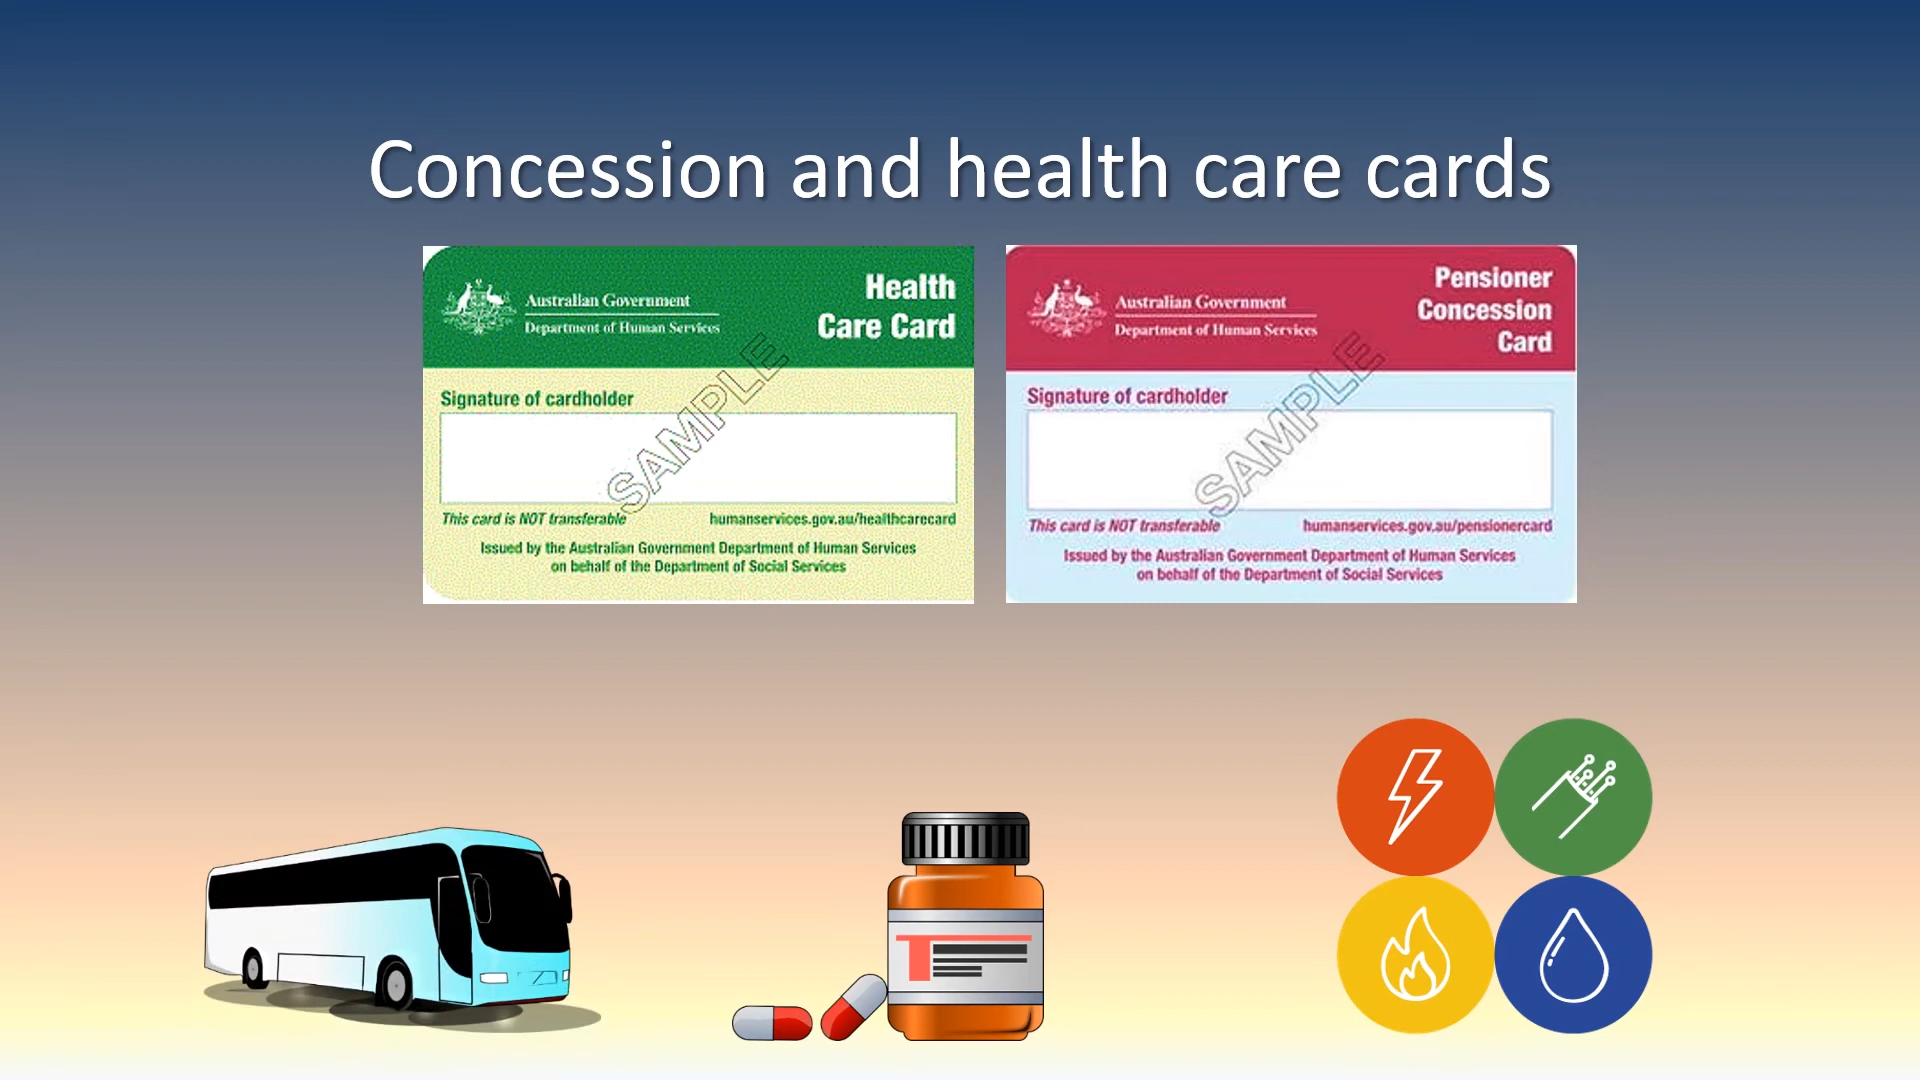 Concession and health care cards
Australian Government
Department of Human Services
Health
Care Card
Signature of cardholder
SAMPLE
This card is NOT transferable
humanservices.gov.au/healthcarecard
Issued by the Australian Government Department of Human Services
on behalf of the Department of Social Services
Australian Government
Department of Human Services
Pensioner
Concession
Card
Signature of cardholder
SAMPLE
This card is NOT transferable
humanservices.gov.au/pensionercard
Issued by the Australian Government Department of Human Services
on behalf of the Department of Social Services